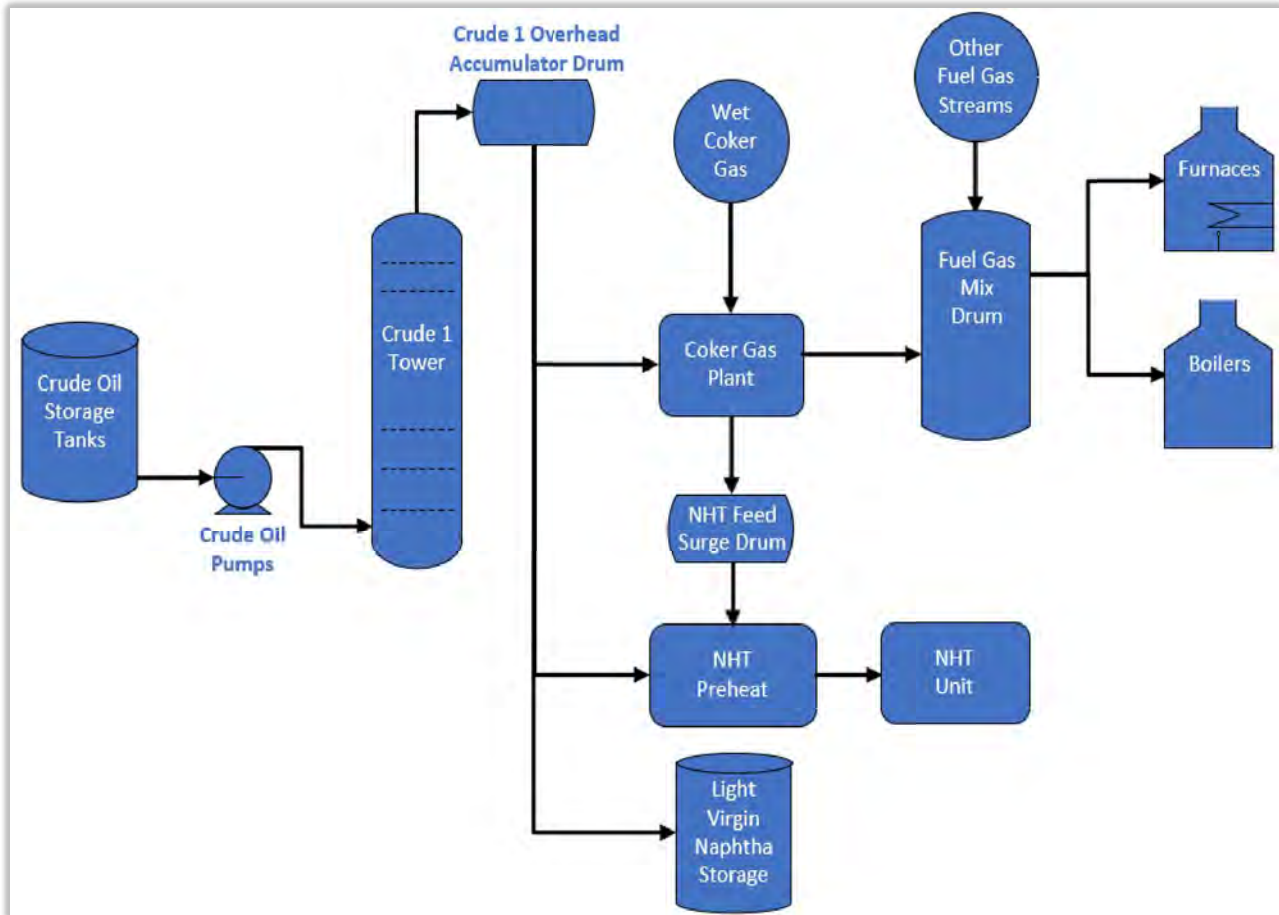 Crude 1 Overhead
Accumulator Drum
Other
Fuel Gas
Streams
Wet
Coker
Gas
Furnaces
Fuel Gas
Mix
Drum
Crude 1
Tower
Coker Gas
Plant
Boilers
Crude Oil
Storage
Tanks
NHT Feed
Surge Drum
Crude Oil
Pumps
NHT
Preheat
NHT
Unit
Light
Virgin
Naphtha
Storage